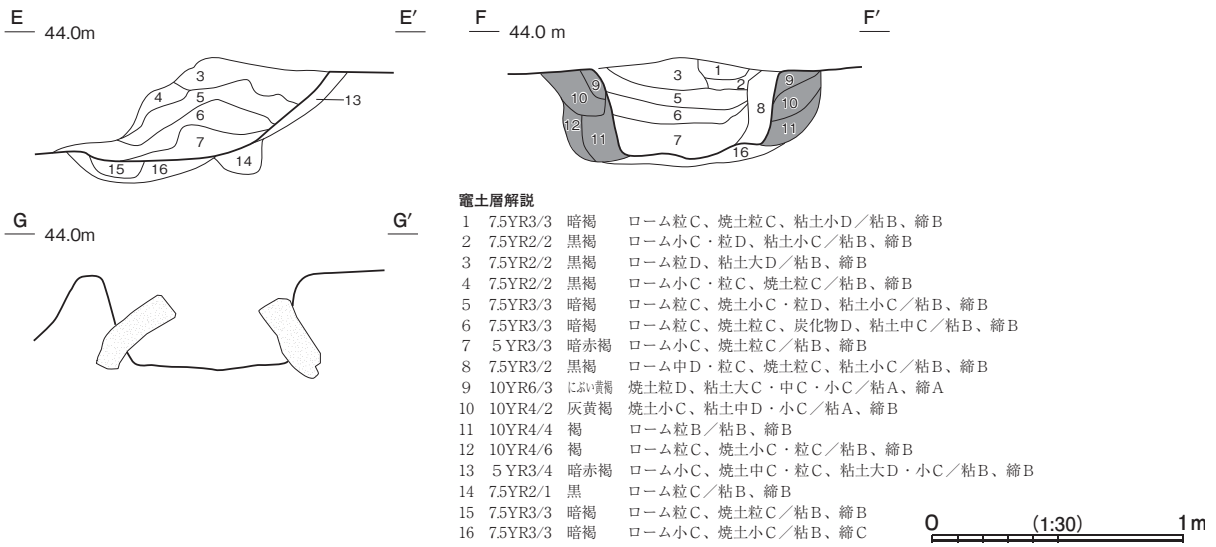 E 44.0m E′
3
4
5
6
7
13
14
15 16
F 44.0 m F′
1
2
3
9 9
10 10
5
6
8
12 11 11
7
16
G 44.0m G′
竈土層解説
1 7.5YR3/3 暗褐 ローム粒C、焼土粒C、粘土小D／粘B、締B
2 7.5YR2/2 黒褐 ローム小C・粒D、粘土小C／粘B、締B
3 7.5YR2/2 黒褐 ローム粒D、粘土大D／粘B、締B
4 7.5YR2/2 黒褐 ローム小C・粒C、焼土粒C／粘B、締B
5 7.5YR3/3 暗褐 ローム粒C、焼土小C・粒D、粘土小C／粘B、締B
6 7.5YR3/3 暗褐 ローム粒C、焼土粒C、炭化物D、粘土中C／粘B、締B
7 5YR3/3 暗赤褐 ローム小C、焼土粒C／粘B、締B
8 7.5YR3/2 黒褐 ローム中D・粒C、焼土粒C、粘土小C／粘B、締B
9 10YR6/3 にぶい黄褐 焼土粒D、粘土大C・中C・小C／粘A、締A
10 10YR4/2 灰黄褐 焼土小C、粘土中D・小C／粘A、締B
11 10YR4/4 褐 ローム粒B／粘B、締B
12 10YR4/6 褐 ローム粒C、焼土小C・粒C／粘B、締B
13 5YR3/4 暗赤褐 ローム小C、焼土中C・粒C、粘土大D・小C／粘B、締B
14 7.5YR2/1 黒 ローム粒C／粘B、締B
15 7.5YR3/3 暗褐 ローム粒C、焼土粒C／粘B、締B
16 7.5YR3/3 暗褐 ローム小C、焼土小C／粘B、締C
0 (1:30) 1m